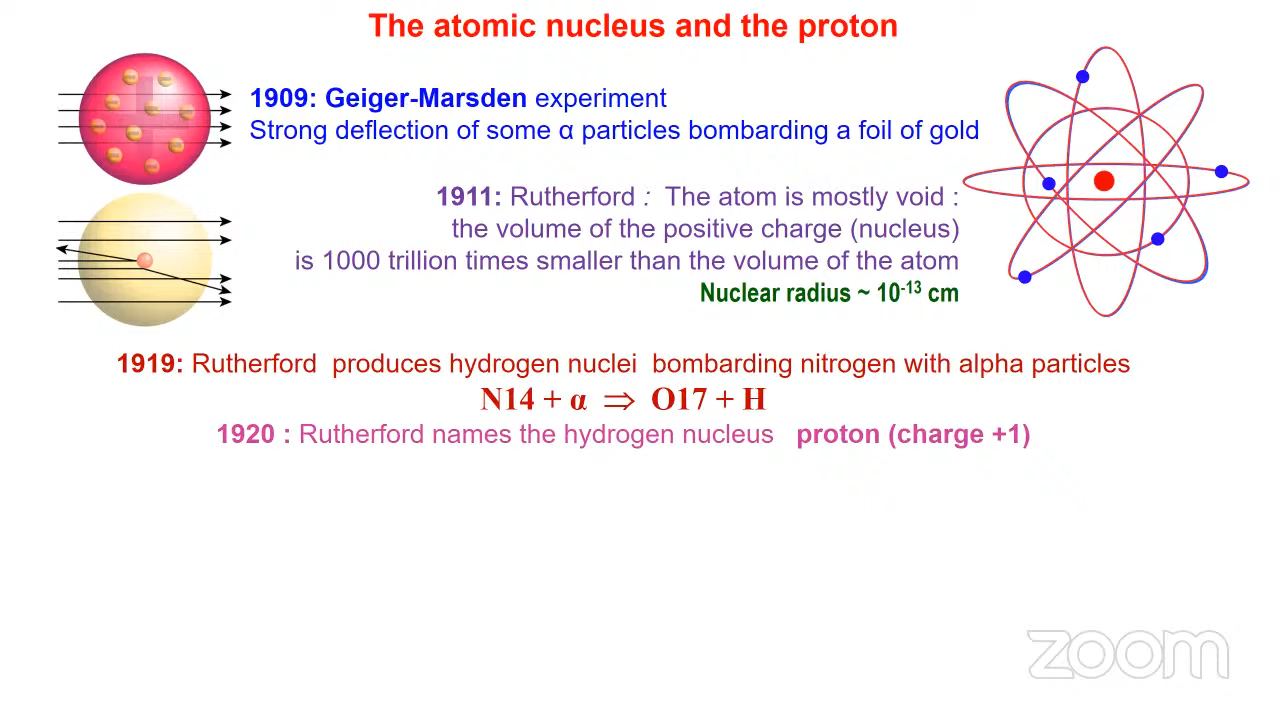 The atomic nucleus and the proton
1909: Geiger-Marsden experiment
Strong deflection of some α particles bombarding a foil of gold
1911: Rutherford : The atom is mostly void :
the volume of the positive charge (nucleus)
is 1000 trillion times smaller than the volume of the atom
Nuclear radius ~ 10⁻¹³ cm
1919: Rutherford produces hydrogen nuclei bombarding nitrogen with alpha particles
N14 + α ⇒ O17 + H
1920 : Rutherford names the hydrogen nucleus proton (charge +1)
zoom